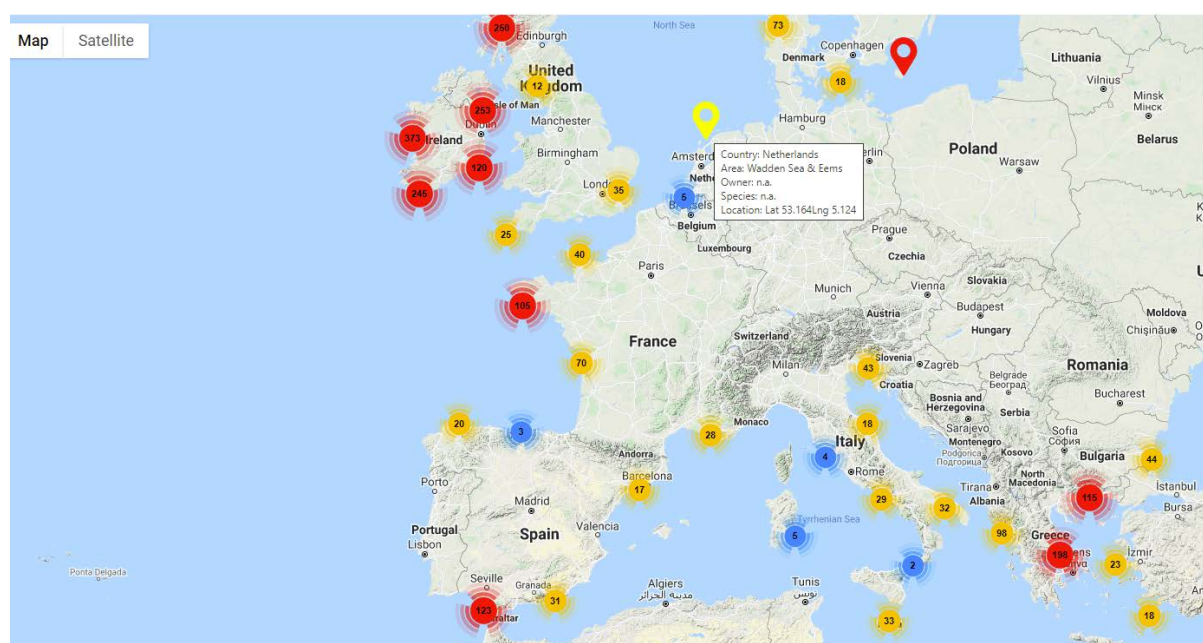 Map
Satellite
North Sea
250
Edinburgh
73
Copenhagen
Denmark
18
Lithuania
Vilnius
Minsk
Мінск
Belarus
United
12
Isle of Man
253
Dublin
373
Ireland
Manchester
Birmingham
120
245
35
Hamburg
Poland
Warsaw
Country: Netherlands
Area: Wadden Sea & Eems
Owner: n.a.
Species: n.a.
Location: Lat 53.164Lng 5.124
5
Belgium
Luxembourg
25
40
Paris
Prague
Czechia
Slovakia
Munich
Vienna
Austria
Budapest
Hungary
Moldova
Chișinău
105
France
Switzerland
Milan
70
43
Slovenia
Zagreb
Croatia
Romania
Belgrade
Београд
Bucharest
Bosnia and
Herzegovina
Serbia
Sarajevo
Montenegro
Podgorica
Подгорица
Kosovo
Sofia
София
Bulgaria
44
20
3
28
Monaco
18
Italy
4
Rome
Andorra
Barcelona
17
North
Macedonia
Tirana
Albania
Istanbul
Bursa
115
Porto
Madrid
Portugal
Lisbon
Spain
Valencia
29
32
Tyrrhenian Sea
5
98
Greece
198
23
İzmir
2
Ponta Delgada
Seville
Granada
31
123
Algiers
مدينة الجزائر
Tunis
تونس
33
18